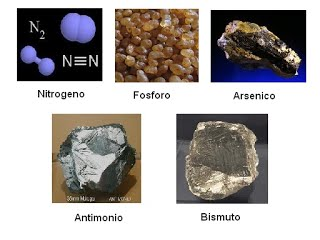 N₂
N≡N
Nitrogeno
Fosforo
Arsenico
Antimonio
Bismuto